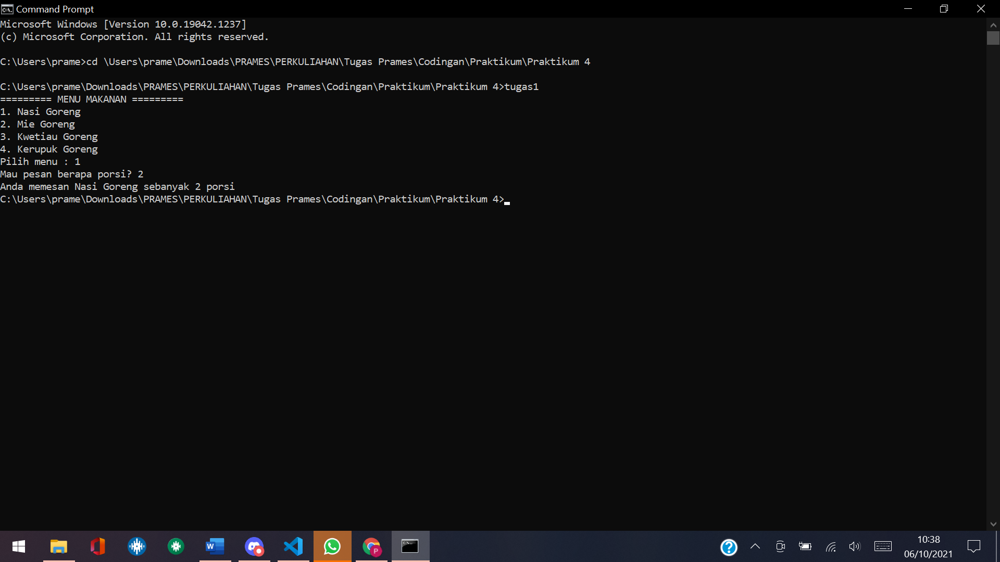 Command Prompt
Microsoft Windows [Version 10.0.19042.1237]
(c) Microsoft Corporation. All rights reserved.
C:\Users\prame>cd \Users\prame\Downloads\PRAMES\PERKULIAHAN\Tugas Prames\Codingan\Praktikum\Praktikum 4
C:\Users\prame\Downloads\PRAMES\PERKULIAHAN\Tugas Prames\Codingan\Praktikum\Praktikum 4>tugas1
========= MENU MAKANAN =========
1. Nasi Goreng
2. Mie Goreng
3. Kwetiau Goreng
4. Kerupuk Goreng
Pilih menu : 1
Mau pesan berapa porsi? 2
Anda memesan Nasi Goreng sebanyak 2 porsi
C:\Users\prame\Downloads\PRAMES\PERKULIAHAN\Tugas Prames\Codingan\Praktikum\Praktikum 4>
10:38
06/10/2021